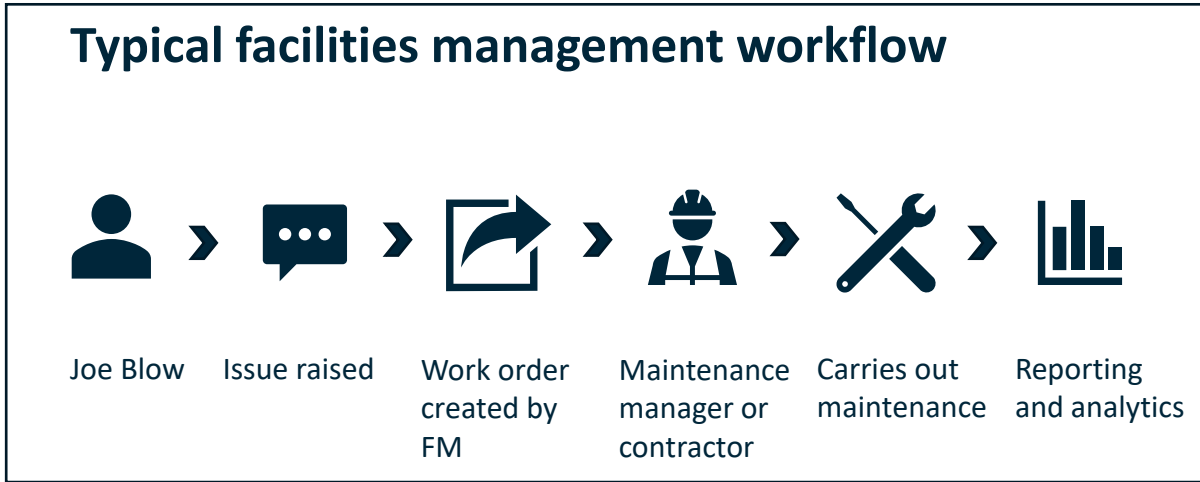 Typical facilities management workflow
Joe Blow
Issue raised
Work order
created by
FM
Maintenance
manager or
contractor
Carries out
maintenance
Reporting
and analytics